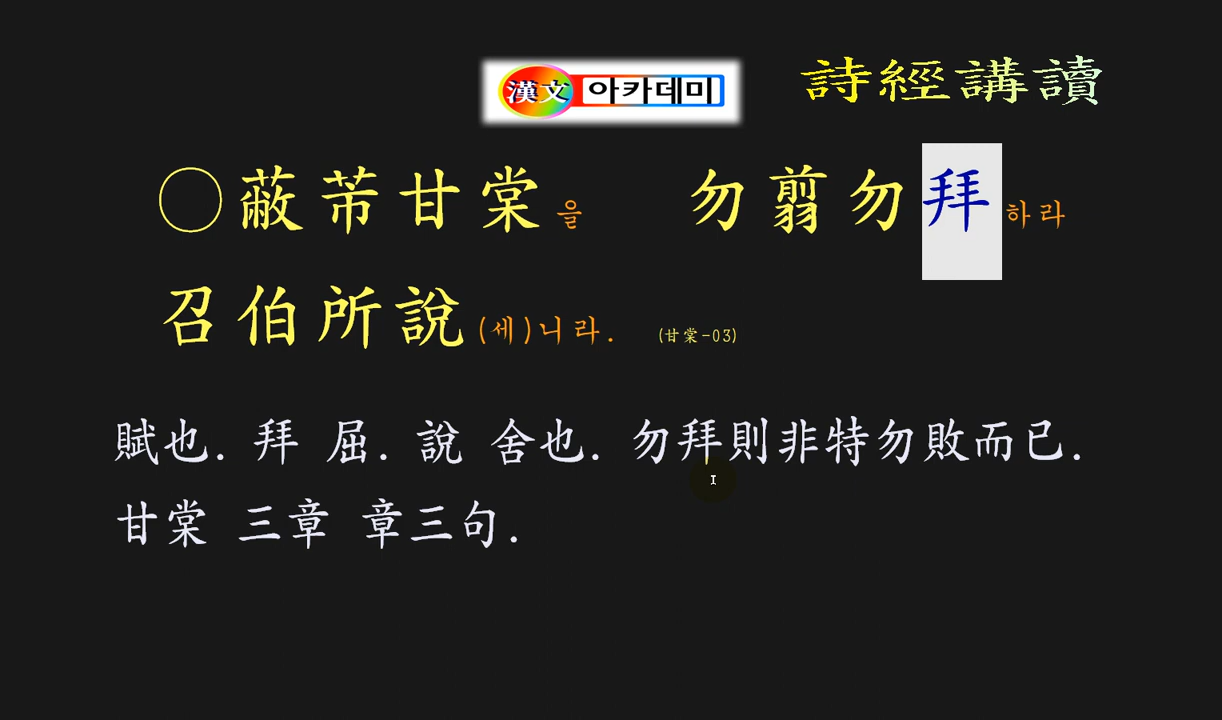 漢文 아카데미
詩經講讀
○蔽芾甘棠을 勿翦勿拜하라
召伯所說(세)니라. (甘棠-03)
賦也. 拜 屈. 說 舍也. 勿拜則非特勿敗而已.
甘棠 三章 章三句.